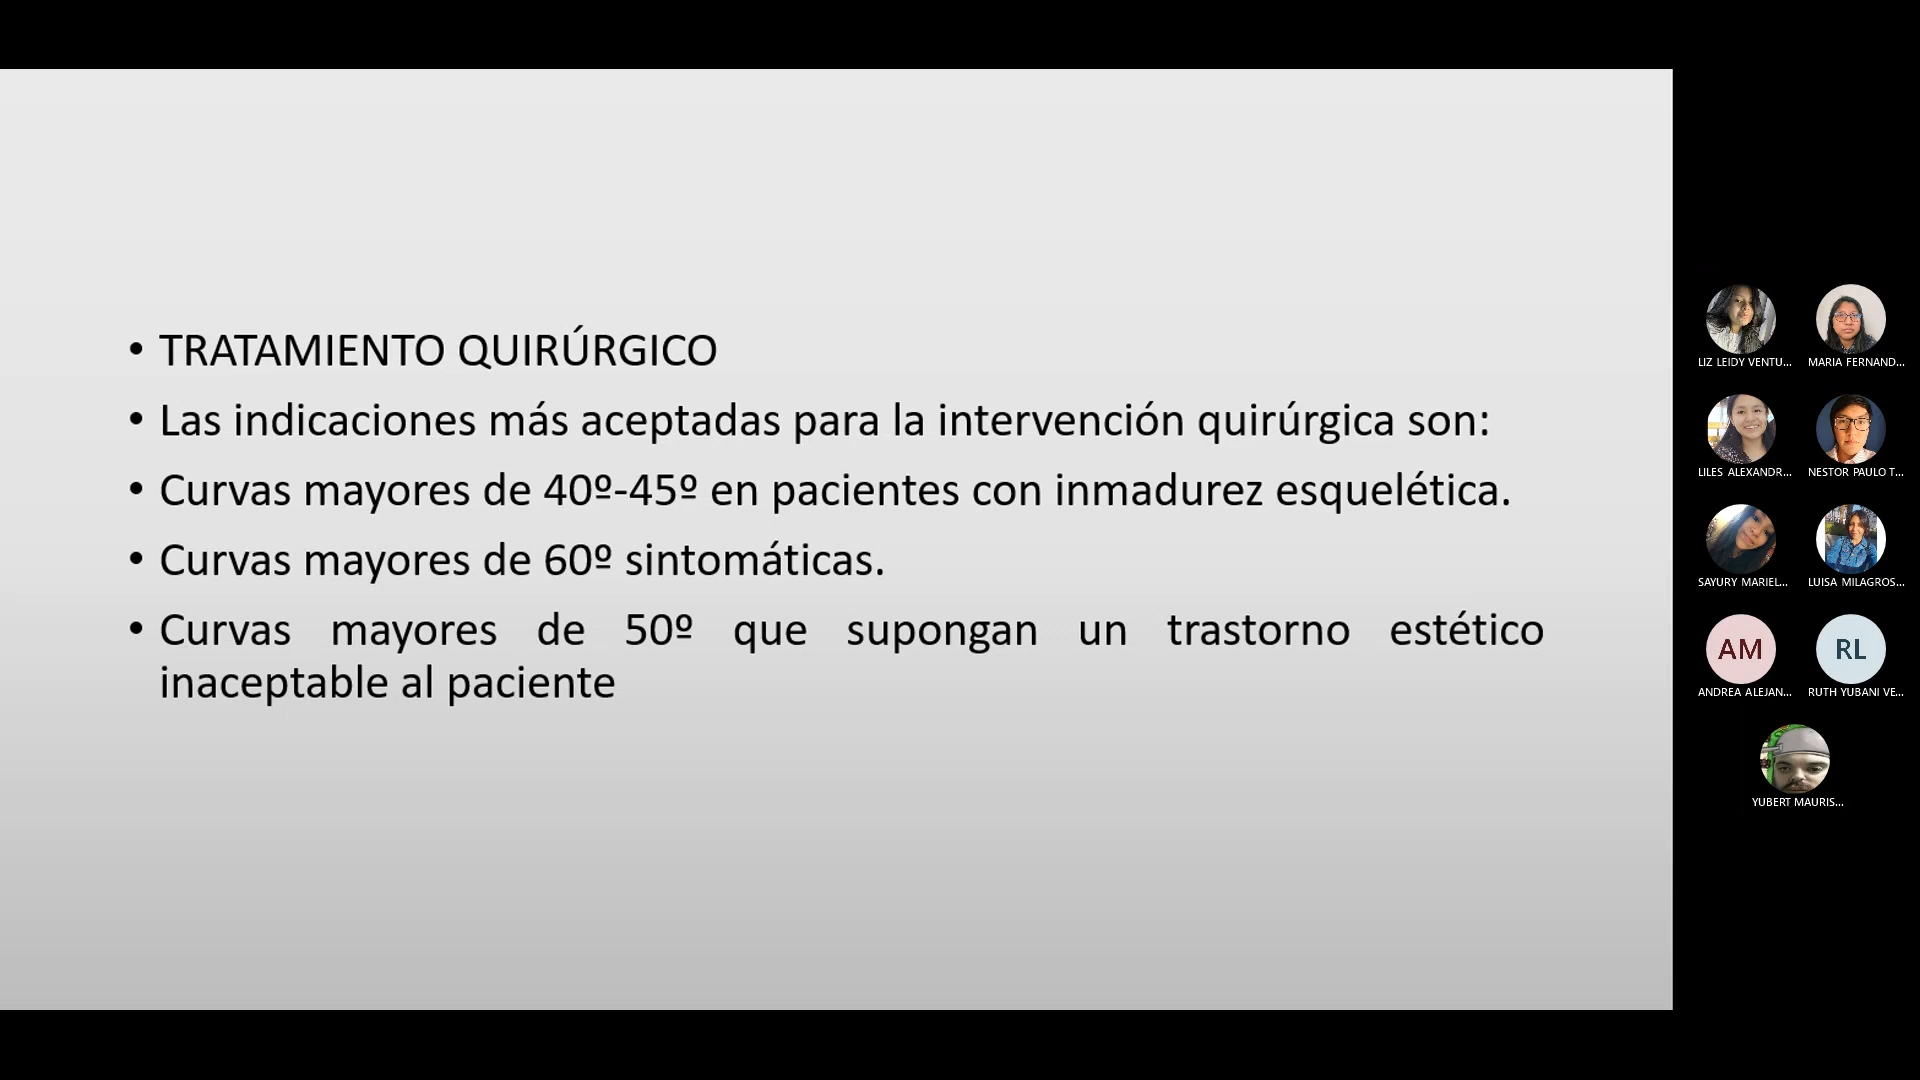 • TRATAMIENTO QUIRÚRGICO
• Las indicaciones más aceptadas para la intervención quirúrgica son:
• Curvas mayores de 40º-45º en pacientes con inmadurez esquelética.
• Curvas mayores de 60º sintomáticas.
• Curvas mayores de 50º que supongan un trastorno estético
inaceptable al paciente
LIZ LEIDY VENTU...
MARIA FERNAND...
LILES ALEXANDR...
NESTOR PAULO T...
SAYURY MARIEL...
LUISA MILAGROS...
AM
RL
ANDREA ALEJAN...
RUTH YUBANI VE...
YUBERT MAURIS...